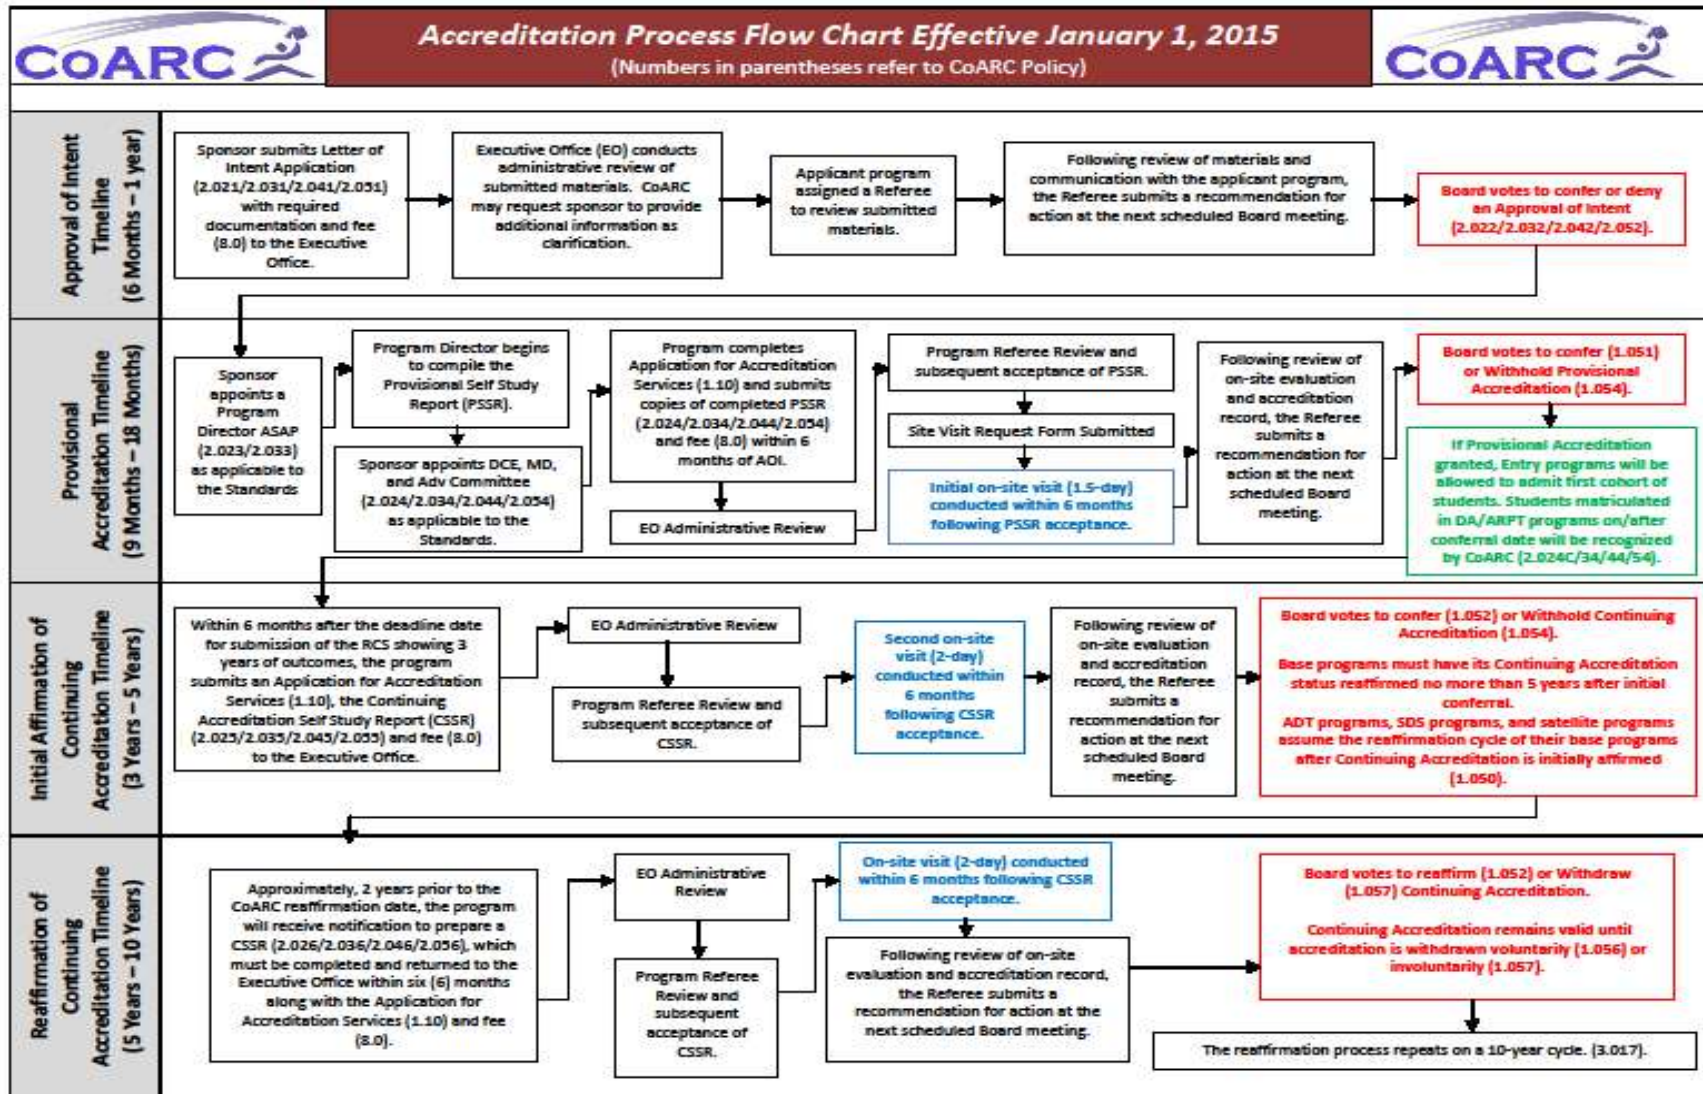 CoARC
Accreditation Process Flow Chart Effective January 1, 2015
(Numbers in parentheses refer to CoARC Policy)
CoARC
Approval of Intent
Timeline
(6 Months – 1 year)
Sponsor submits Letter of
Intent Application
(2.021/2.031/2.041/2.051)
with required
documentation and fee
(8.0) to the Executive
Office.
Executive Office (EO) conducts
administrative review of
submitted materials. CoARC
may request sponsor to provide
additional information as
clarification.
Applicant program
assigned a Referee
to review submitted
materials.
Following review of materials and
communication with the applicant program,
the Referee submits a recommendation for
action at the next scheduled Board meeting.
Board votes to confer or deny
an Approval of Intent
(2.022/2.032/2.042/2.052).
Provisional
Accreditation Timeline
(9 Months – 18 Months)
Sponsor
appoints a
Program
Director ASAP
(2.023/2.033)
as applicable to
the Standards
Program Director begins
to compile the
Provisional Self Study
Report (PSSR).
Sponsor appoints DCE, MD,
and Adv Committee
(2.024/2.034/2.044/2.054)
as applicable to the
Standards.
Program completes
Application for Accreditation
Services (1.10) and submits
copies of completed PSSR
(2.024/2.034/2.044/2.054)
and fee (8.0) within 6
months of AOI.
EO Administrative Review
Program Referee Review and
subsequent acceptance of PSSR.
Site Visit Request Form Submitted
Initial on-site visit (1.5-day)
conducted within 6 months
following PSSR acceptance.
Following review of
on-site evaluation
and accreditation
record, the Referee
submits a
recommendation for
action at the next
scheduled Board
meeting.
Board votes to confer (1.051)
or Withhold Provisional
Accreditation (1.054).
If Provisional Accreditation
granted, Entry programs will be
allowed to admit first cohort of
students. Students matriculated
in DA/ARPT programs on/after
conferral date will be recognized
by CoARC (2.024C/34/44/54).
Initial Affirmation of
Continuing
Accreditation Timeline
(3 Years – 5 Years)
Within 6 months after the deadline date
for submission of the RCS showing 3
years of outcomes, the program
submits an Application for Accreditation
Services (1.10), the Continuing
Accreditation Self Study Report (CSSR)
(2.025/2.035/2.045/2.055) and fee (8.0)
to the Executive Office.
EO Administrative Review
Program Referee Review and
subsequent acceptance of
CSSR.
Second on-site
visit (2-day)
conducted within
6 months
following CSSR
acceptance.
Following review of
on-site evaluation
and accreditation
record, the Referee
submits a
recommendation for
action at the next
scheduled Board
meeting.
Board votes to confer (1.052) or Withhold Continuing
Accreditation (1.054).
Base programs must have its Continuing Accreditation
status reaffirmed no more than 5 years after initial
conferral.
ADT programs, SDS programs, and satellite programs
assume the reaffirmation cycle of their base programs
after Continuing Accreditation is initially affirmed
(1.050).
Reaffirmation of
Continuing
Accreditation Timeline
(5 Years – 10 Years)
Approximately, 2 years prior to the
CoARC reaffirmation date, the program
will receive notification to prepare a
CSSR (2.026/2.036/2.046/2.056), which
must be completed and returned to the
Executive Office within six (6) months
along with the Application for
Accreditation Services (1.10) and fee
(8.0).
EO Administrative
Review
Program Referee
Review and
subsequent
acceptance of
CSSR.
On-site visit (2-day) conducted
within 6 months following CSSR
acceptance.
Following review of on-site
evaluation and accreditation record,
the Referee submits a
recommendation for action at the
next scheduled Board meeting.
Board votes to reaffirm (1.052) or Withdraw
(1.057) Continuing Accreditation.
Continuing Accreditation remains valid until
accreditation is withdrawn voluntarily (1.056) or
involuntarily (1.057).
The reaffirmation process repeats on a 10-year cycle. (3.017).